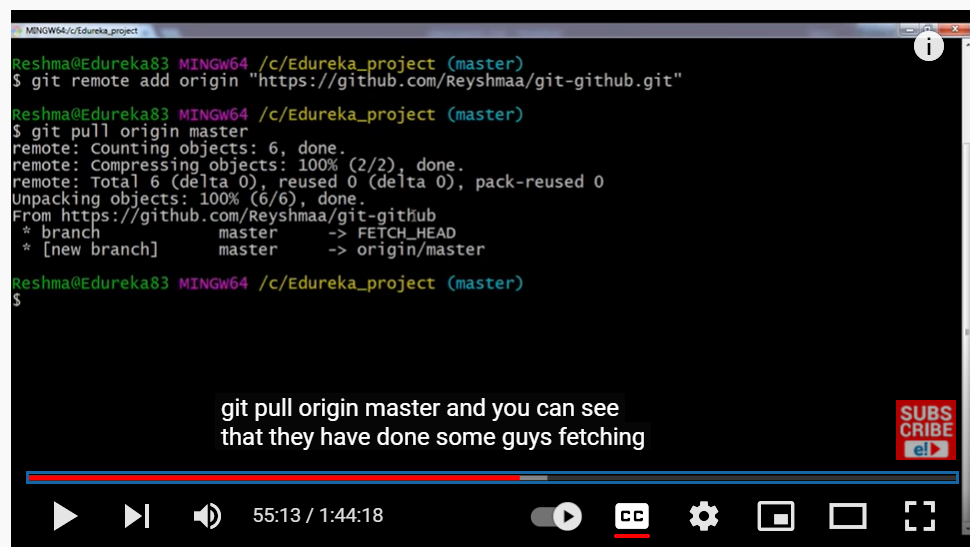 MINGW64:/c/Edureka_project
Reshma@Edureka83 MINGW64 /c/Edureka_project (master)
$ git remote add origin "https://github.com/Reyshmaa/git-github.git"
Reshma@Edureka83 MINGW64 /c/Edureka_project (master)
$ git pull origin master
remote: Counting objects: 6, done.
remote: Compressing objects: 100% (2/2), done.
remote: Total 6 (delta 0), reused 0 (delta 0), pack-reused 0
Unpacking objects: 100% (6/6), done.
From https://github.com/Reyshmaa/git-github
* branch master -> FETCH_HEAD
* [new branch] master -> origin/master
Reshma@Edureka83 MINGW64 /c/Edureka_project (master)
$
git pull origin master and you can see
that they have done some guys fetching
SUBS
CRIBE
e!
55:13 / 1:44:18
CC